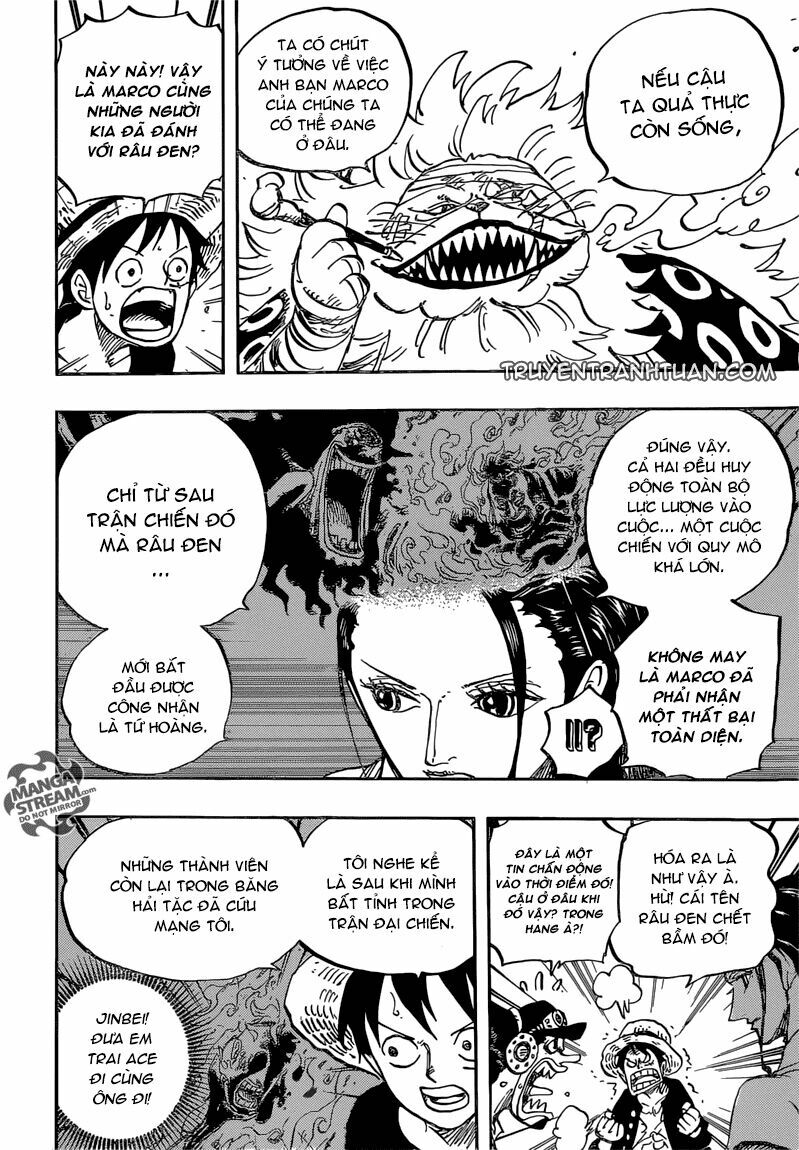 NẾU CẬU
TA QUẢ THỰC
CÒN SỐNG,
TA CÓ CHÚT
Ý TƯỞNG VỀ VIỆC
ANH BẠN MARCO
CỦA CHÚNG TA
CÓ THỂ ĐANG
Ở ĐÂU.
NÀY NÀY! VẬY
LÀ MARCO CÙNG
NHỮNG NGƯỜI
KIA ĐÃ ĐÁNH
VỚI RÂU ĐEN?
TRUYENTRANHTUAN.COM
ĐÚNG VẬY.
CẢ HAI ĐỀU HUY
ĐỘNG TOÀN BỘ
LỰC LƯỢNG VÀO
CUỘC... MỘT CUỘC
CHIẾN VỚI QUY MÔ
KHÁ LỚN.
KHÔNG MAY
LÀ MARCO ĐÃ
PHẢI NHẬN
MỘT THẤT BẠI
TOÀN DIỆN.
!!?
CHỈ TỪ SAU
TRẬN CHIẾN ĐÓ
MÀ RÂU ĐEN
...
MỚI BẮT
ĐẦU ĐƯỢC
CÔNG NHẬN
LÀ TỨ HOÀNG.
MANGA
STREAM.com
DO NOT MIRROR
HÓA RA LÀ
NHƯ VẬY À.
HỪ! CÁI TÊN
RÂU ĐEN CHẾT
BẦM ĐÓ!
ĐÂY LÀ MỘT
TIN CHẤN ĐỘNG
VÀO THỜI ĐIỂM ĐÓ!
CẬU Ở ĐÂU KHI
ĐÓ VẬY? TRONG
HANG À?!
TÔI NGHE KỂ
LÀ SAU KHI MÌNH
BẤT TỈNH TRONG
TRẬN ĐẠI CHIẾN.
NHỮNG THÀNH VIÊN
CÒN LẠI TRONG BĂNG
HẢI TẶC ĐÃ CỨU
MẠNG TÔI.
JINBEI!
ĐƯA EM
TRAI ACE
ĐI CÙNG
ÔNG ĐI!